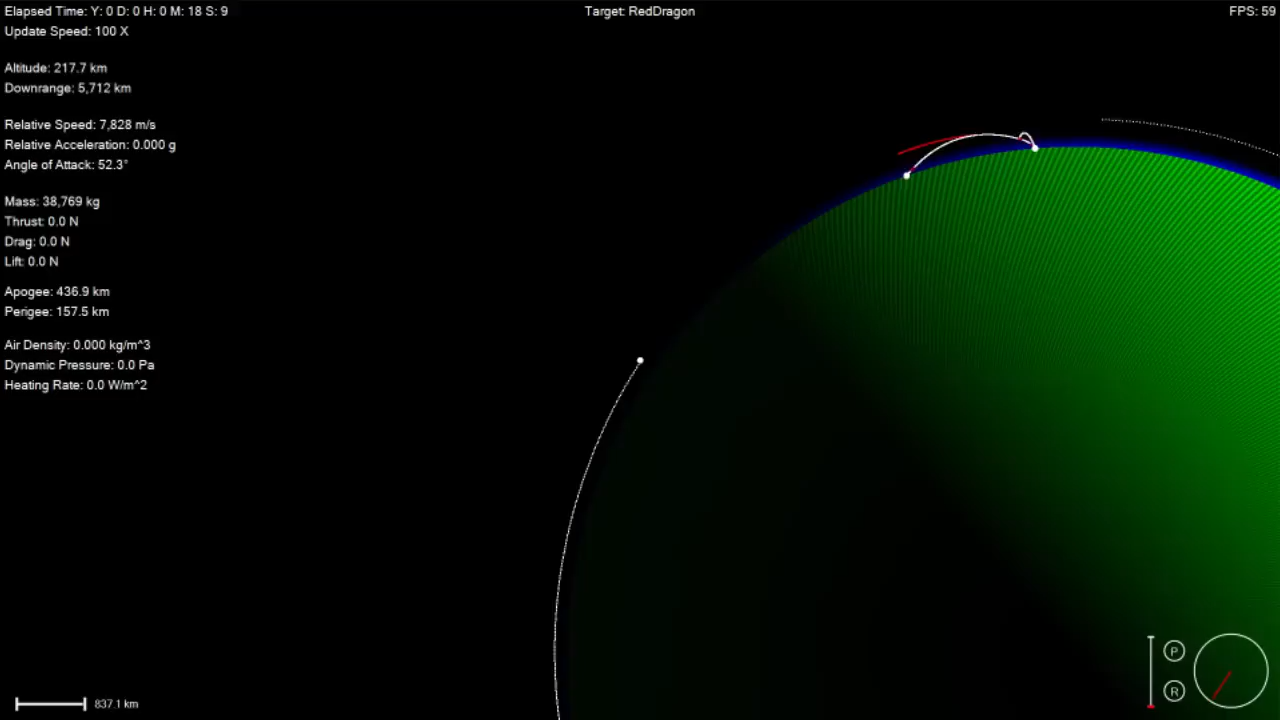 Elapsed Time: Y: 0 D: 0 H: 0 M: 18 S: 9
Target: RedDragon
FPS: 59
Update Speed: 100 X
Altitude: 217.7 km
Downrange: 5,712 km
Relative Speed: 7,828 m/s
Relative Acceleration: 0.000 g
Angle of Attack: 52.3°
Mass: 38,769 kg
Thrust: 0.0 N
Drag: 0.0 N
Lift: 0.0 N
Apogee: 436.9 km
Perigee: 157.5 km
Air Density: 0.000 kg/m^3
Dynamic Pressure: 0.0 Pa
Heating Rate: 0.0 W/m^2
P
R
837.1 km